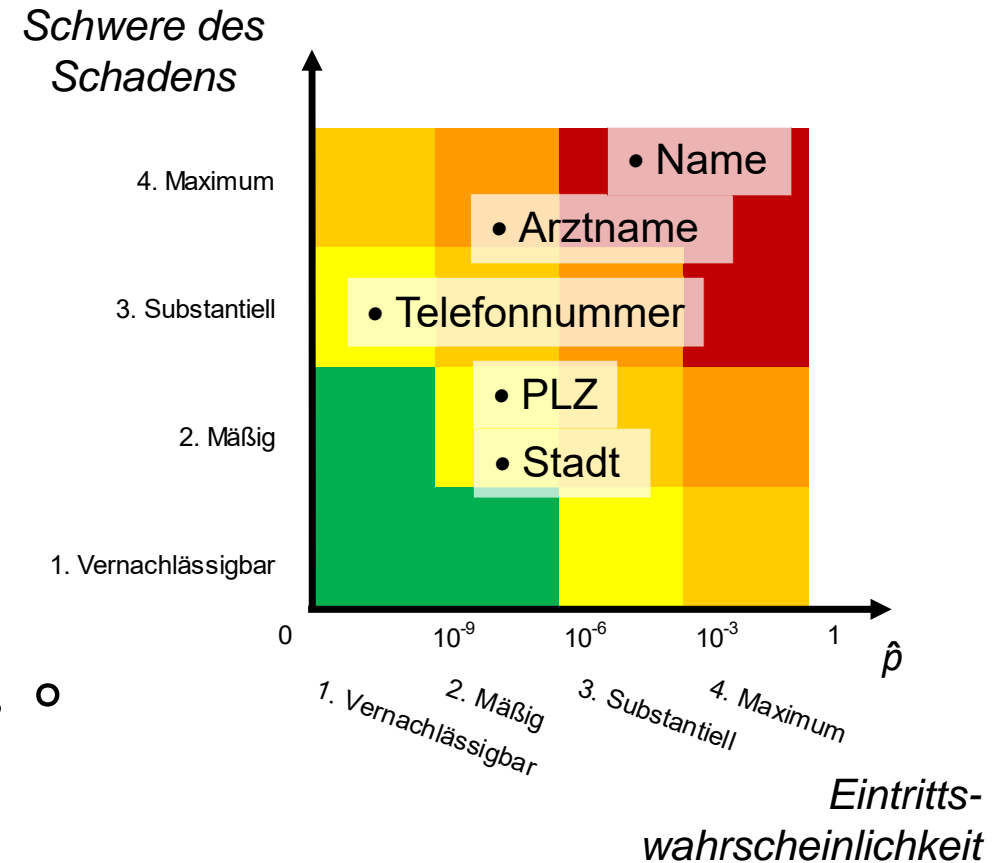 Schwere des
Schadens
4. Maximum
• Name
• Arztname
3. Substantiell
• Telefonnummer
• PLZ
2. Mäßig
• Stadt
1. Vernachlässigbar
0 10⁻⁹ 10⁻⁶ 10⁻³ 1
p̂
1. Vernachlässigbar
2. Mäßig
3. Substantiell
4. Maximum
Eintritts-
wahrscheinlichkeit